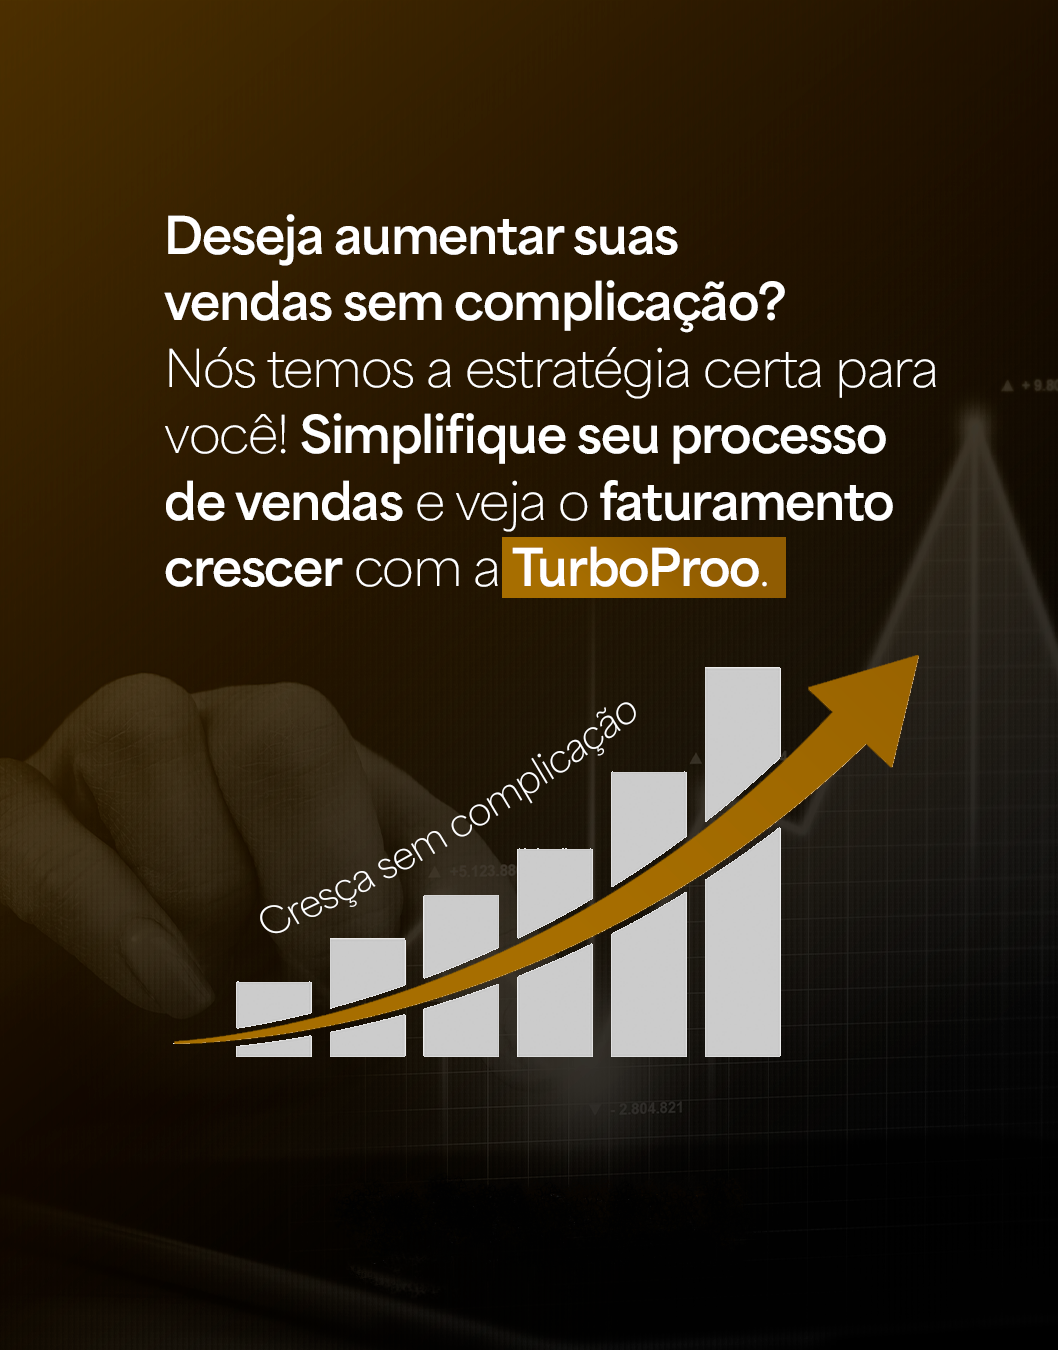 Deseja aumentar suas
vendas sem complicação?
Nós temos a estratégia certa para
você! Simplifique seu processo
de vendas e veja o faturamento
crescer com a TurboProo.
Cresça sem complicação
+5.123.88
- 2.804.821